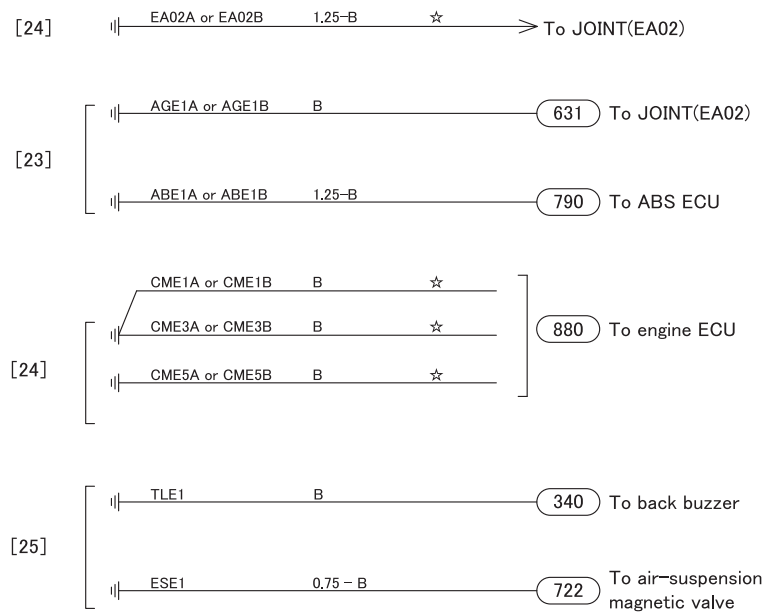 [24] EA02A or EA02B 1.25-B ☆ To JOINT(EA02)
AGE1A or AGE1B B 631 To JOINT(EA02)
[23]
ABE1A or ABE1B 1.25-B 790 To ABS ECU
CME1A or CME1B B ☆
CME3A or CME3B B ☆ 880 To engine ECU
[24]
CME5A or CME5B B ☆
TLE1 B 340 To back buzzer
[25]
ESE1 0.75 - B 722 To air-suspension
magnetic valve